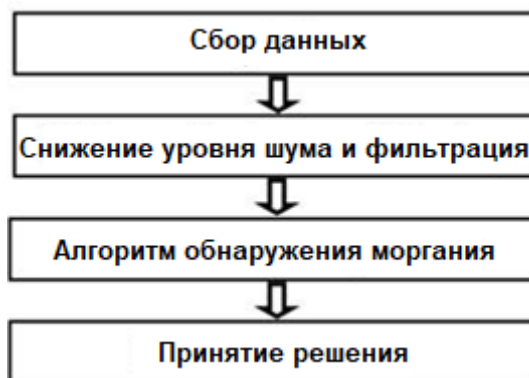 Сбор данных
Снижение уровня шума и фильтрация
Алгоритм обнаружения моргания
Принятие решения